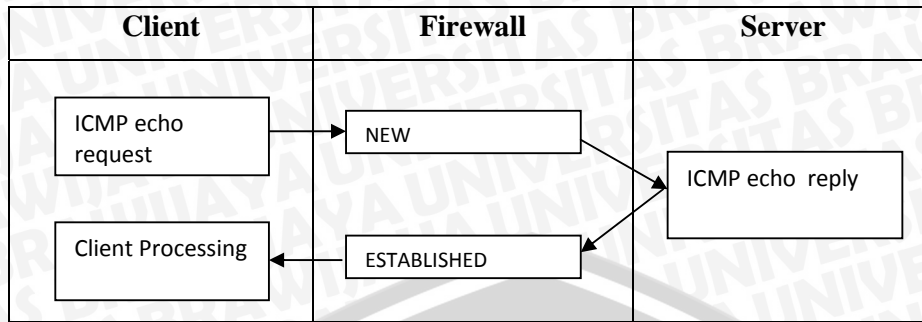 Client Firewall Server
ICMP echo
request
NEW
ICMP echo reply
Client Processing
ESTABLISHED